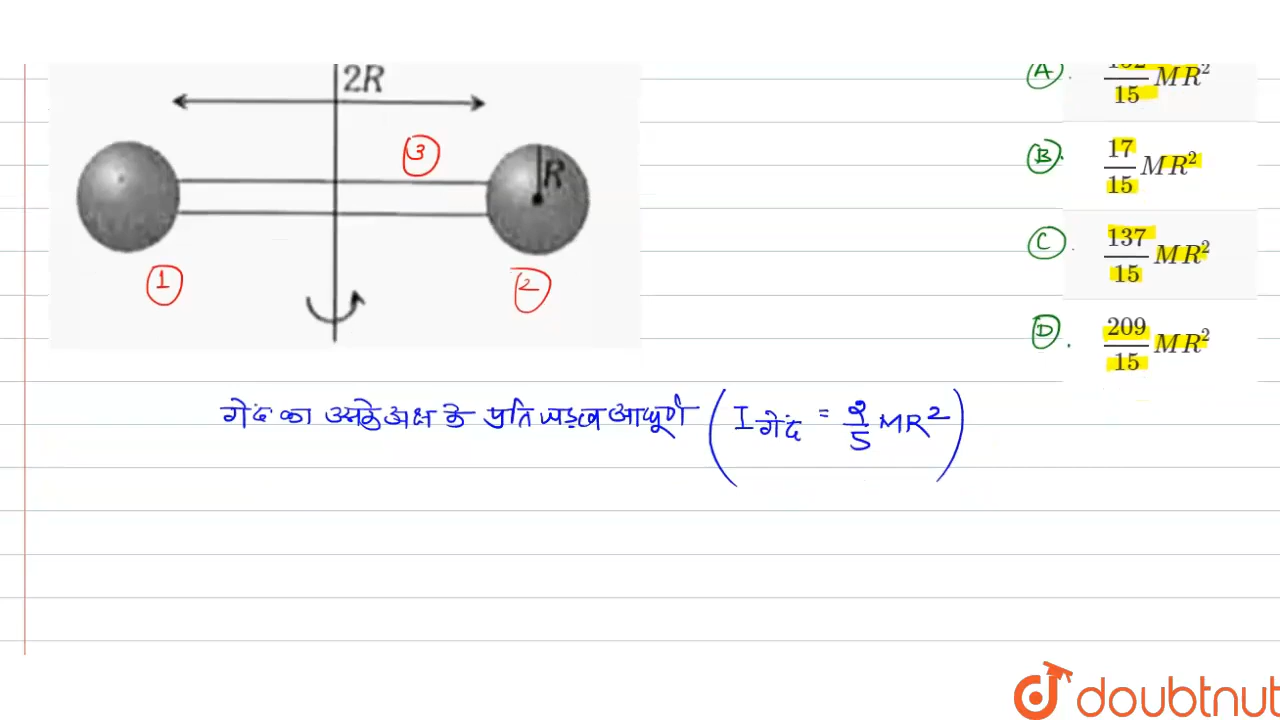 2R
3
R
1
2
A. 152/15 MR²
B. 17/15 MR²
C. 137/15 MR²
D. 209/15 MR²
गेंद का उसके अक्ष के प्रति जड़त्व आघूर्ण ( I गेंद = 2/5 MR² )
doubtnut